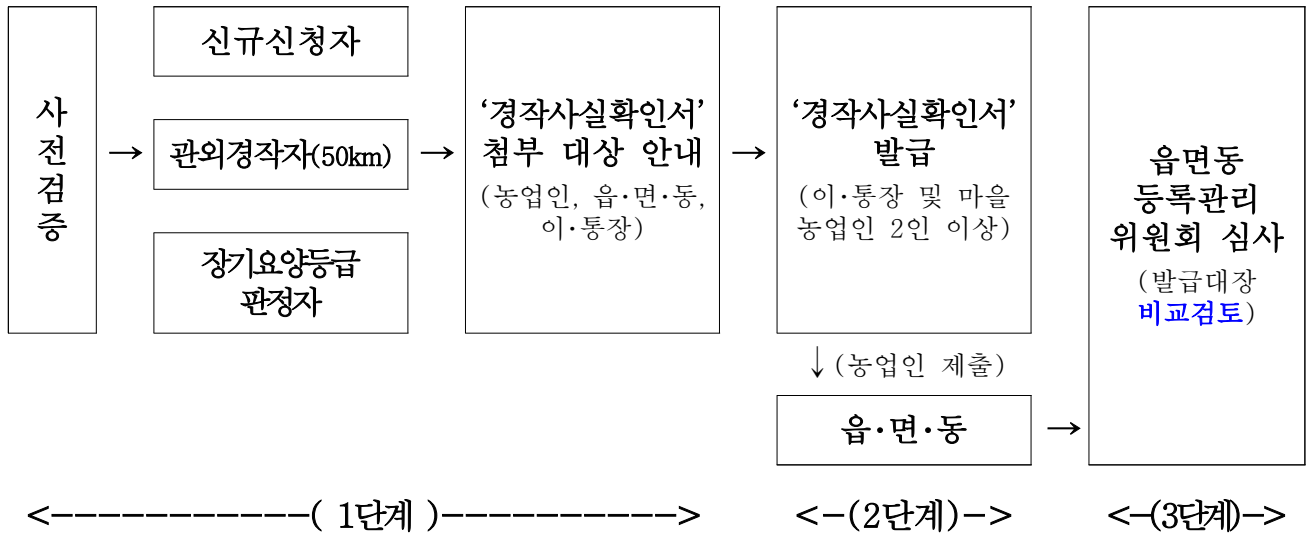 사
전
검
증
→
신규신청자
관외경작자(50km)
장기요양등급
판정자
→
‘경작사실확인서’
첨부 대상 안내
(농업인, 읍·면·동,
이·통장)
→
‘경작사실확인서’
발급
(이·통장 및 마을
농업인 2인 이상)
↓(농업인 제출)
읍·면·동
→
읍면동
등록관리
위원회 심사
(발급대장
비교검토)
<-----------( 1단계 )---------->
<-(2단계)->
<-(3단계)->